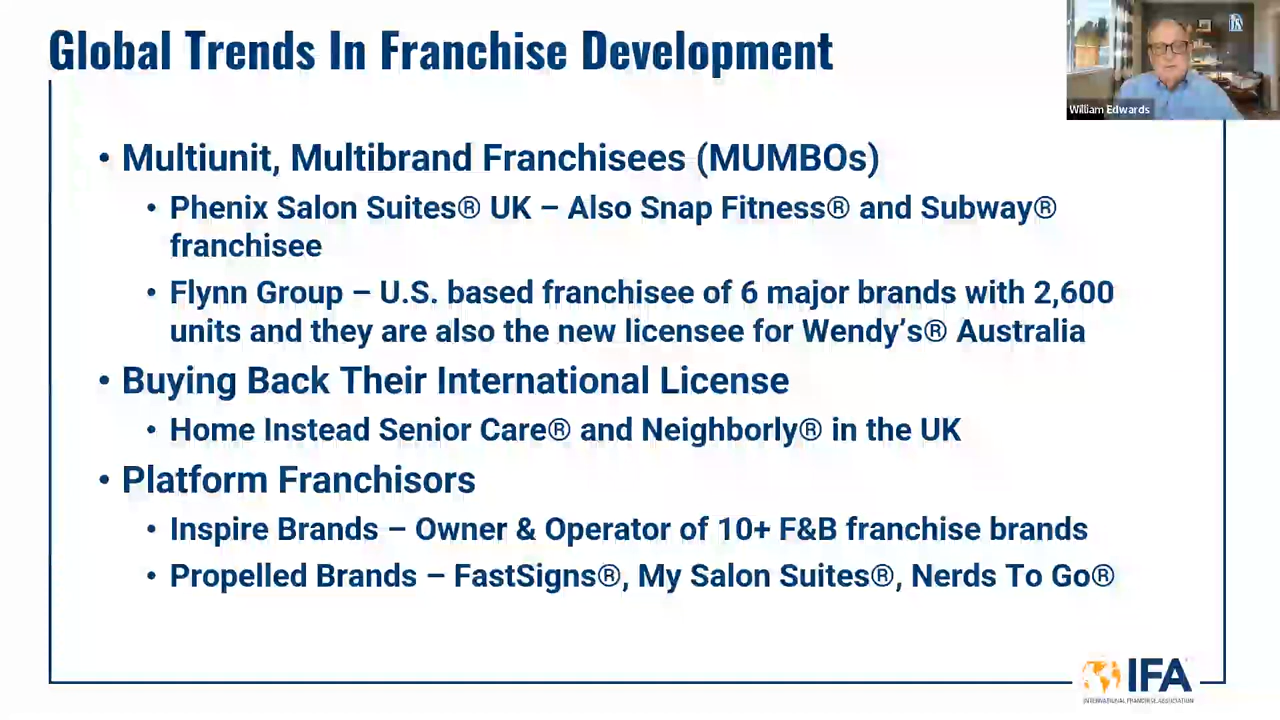 Global Trends In Franchise Development
William Edwards
• Multiunit, Multibrand Franchisees (MUMBOs)
• Phenix Salon Suites® UK – Also Snap Fitness® and Subway®
franchisee
• Flynn Group – U.S. based franchisee of 6 major brands with 2,600
units and they are also the new licensee for Wendy’s® Australia
• Buying Back Their International License
• Home Instead Senior Care® and Neighborly® in the UK
• Platform Franchisors
• Inspire Brands – Owner & Operator of 10+ F&B franchise brands
• Propelled Brands – FastSigns®, My Salon Suites®, Nerds To Go®
IFA
INTERNATIONAL FRANCHISE ASSOCIATION